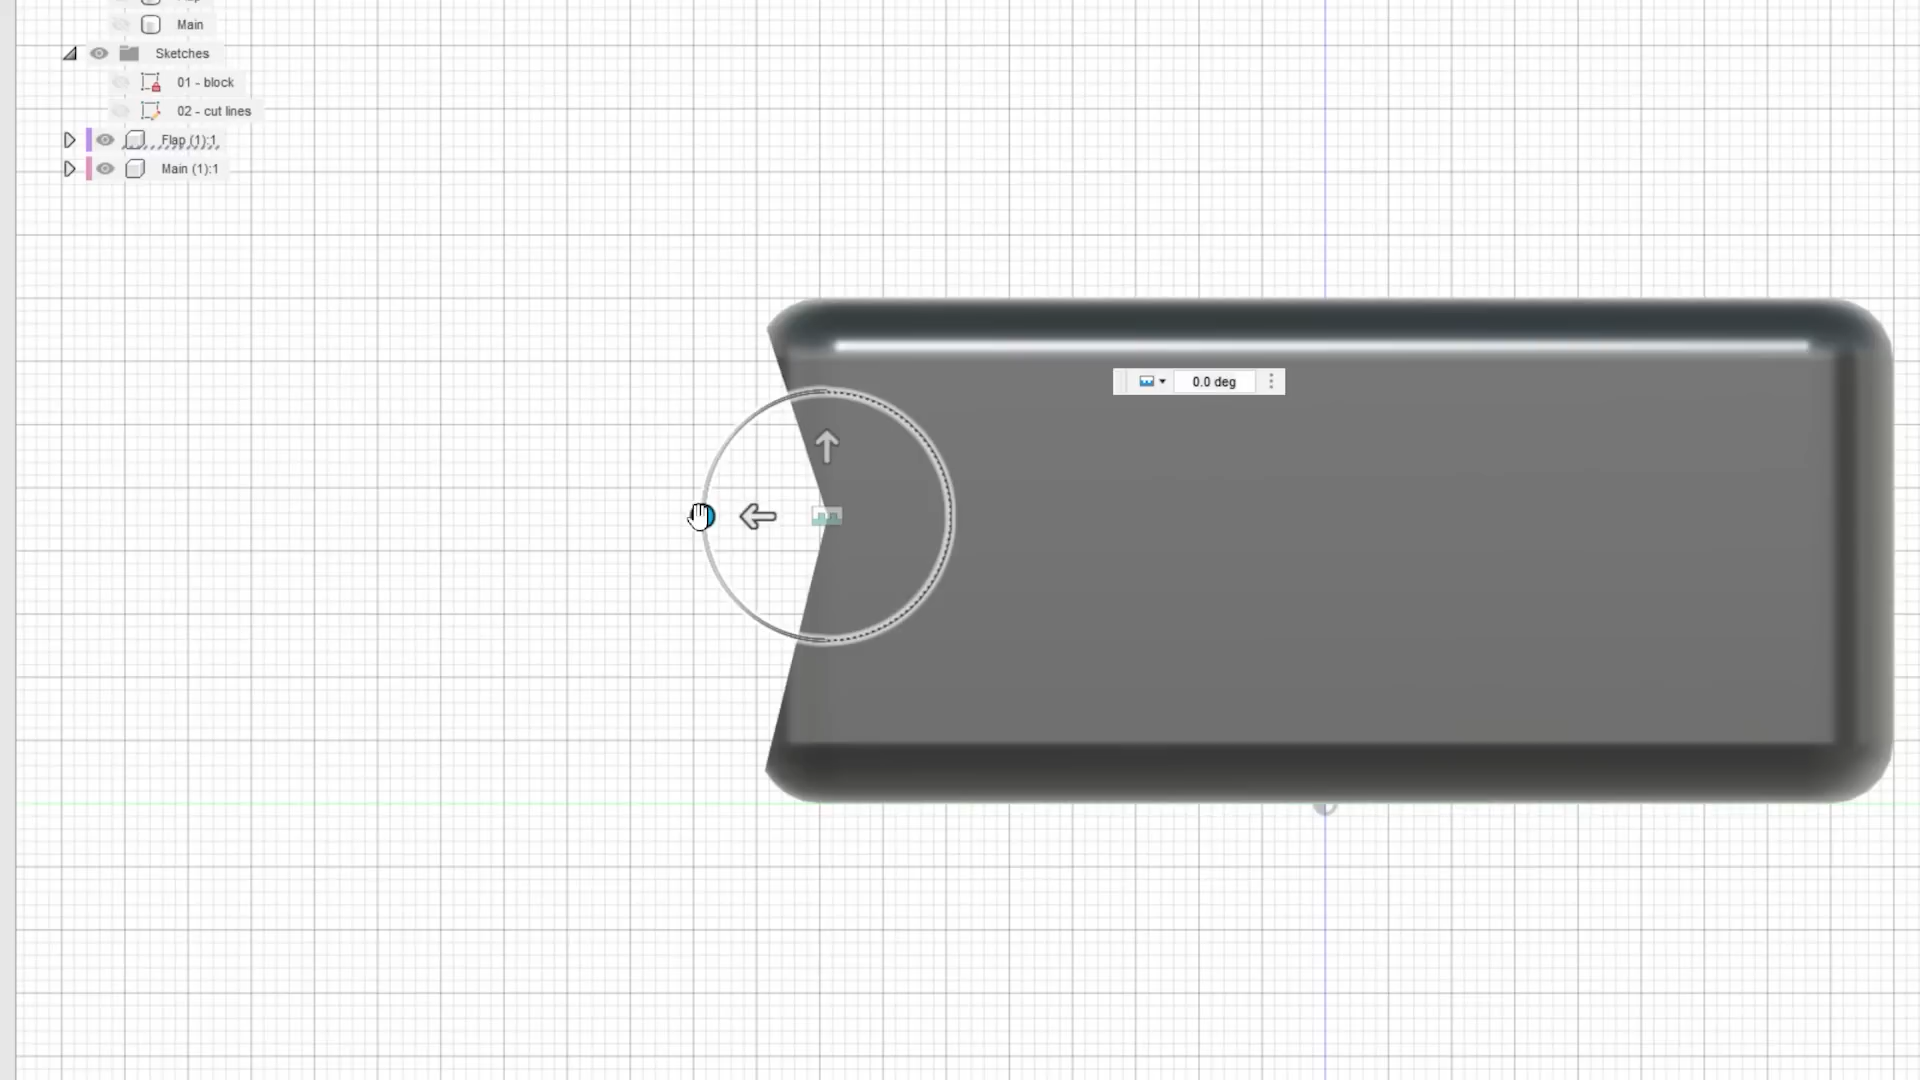 Main
Sketches
01 - block
02 - cut lines
Flap (1):1
Main (1):1
0.0 deg